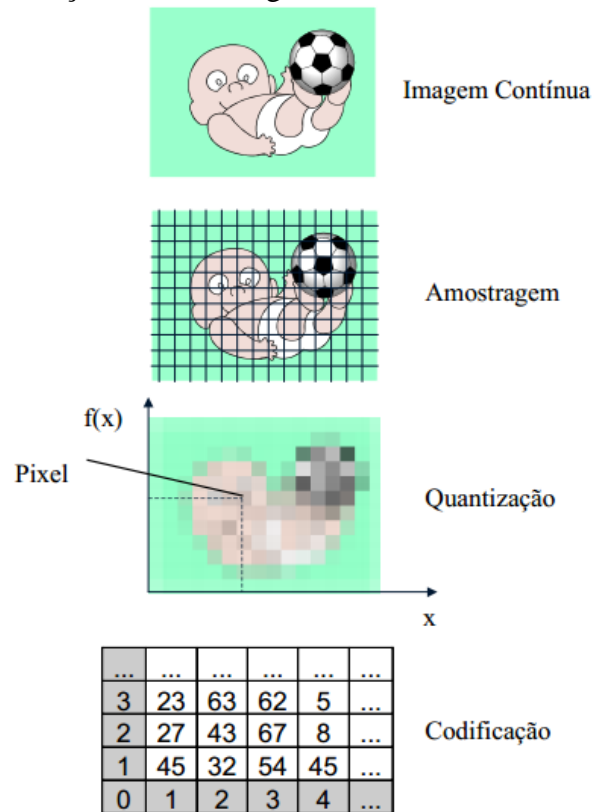 Imagem Contínua
Amostragem
f(x)
Pixel
Quantização
x
... ... ... ... ... ...
3 23 63 62 5 ...
2 27 43 67 8 ...
Codificação
1 45 32 54 45 ...
0 1 2 3 4 ...